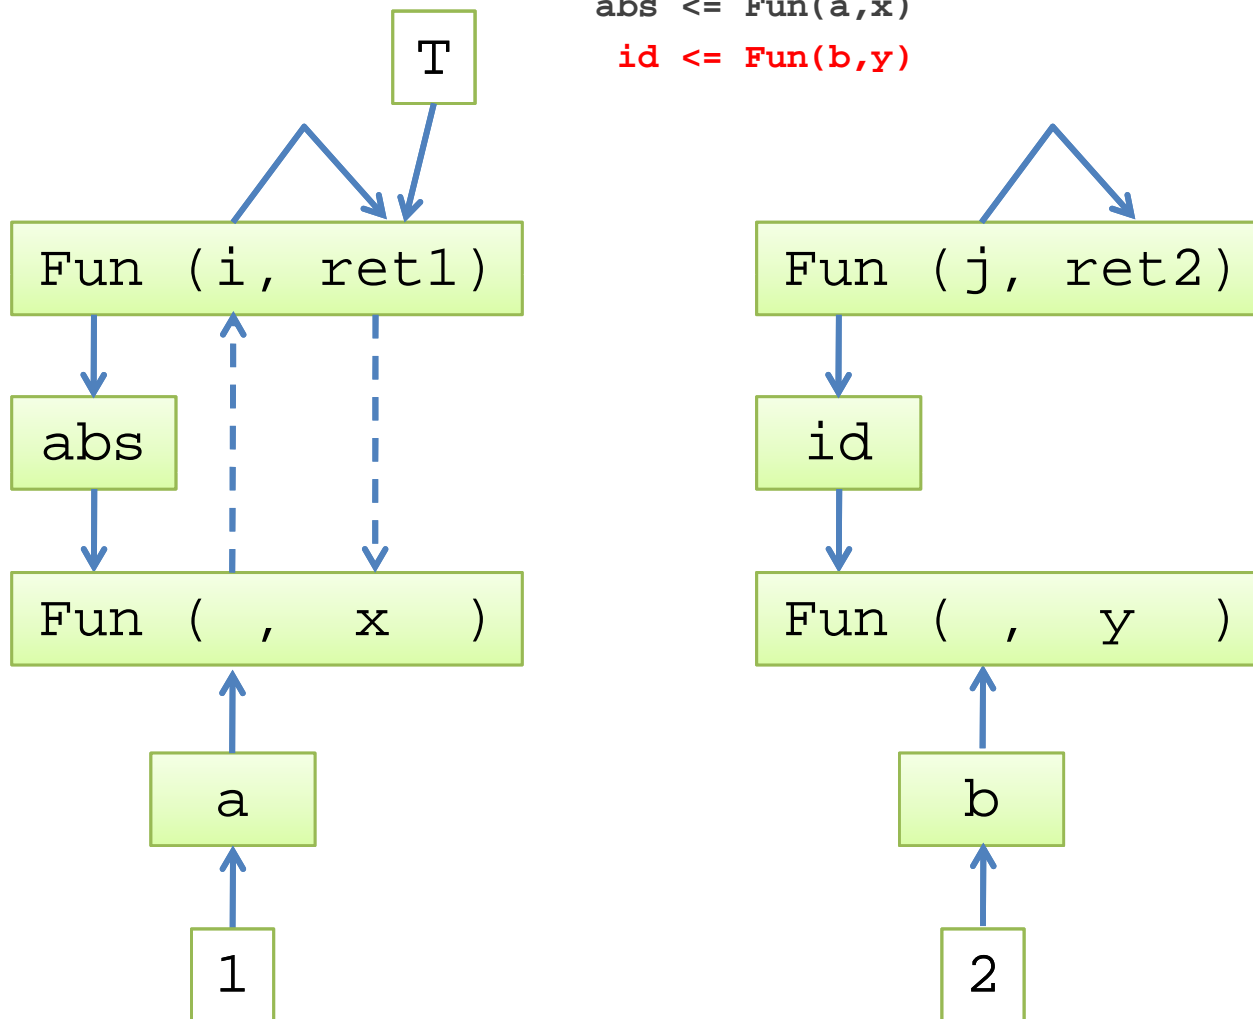 abs <= Fun(a,x)
id <= Fun(b,y)
T
Fun (i, ret1)
Fun (j, ret2)
abs
id
Fun ( , x )
Fun ( , y )
a
b
1
2